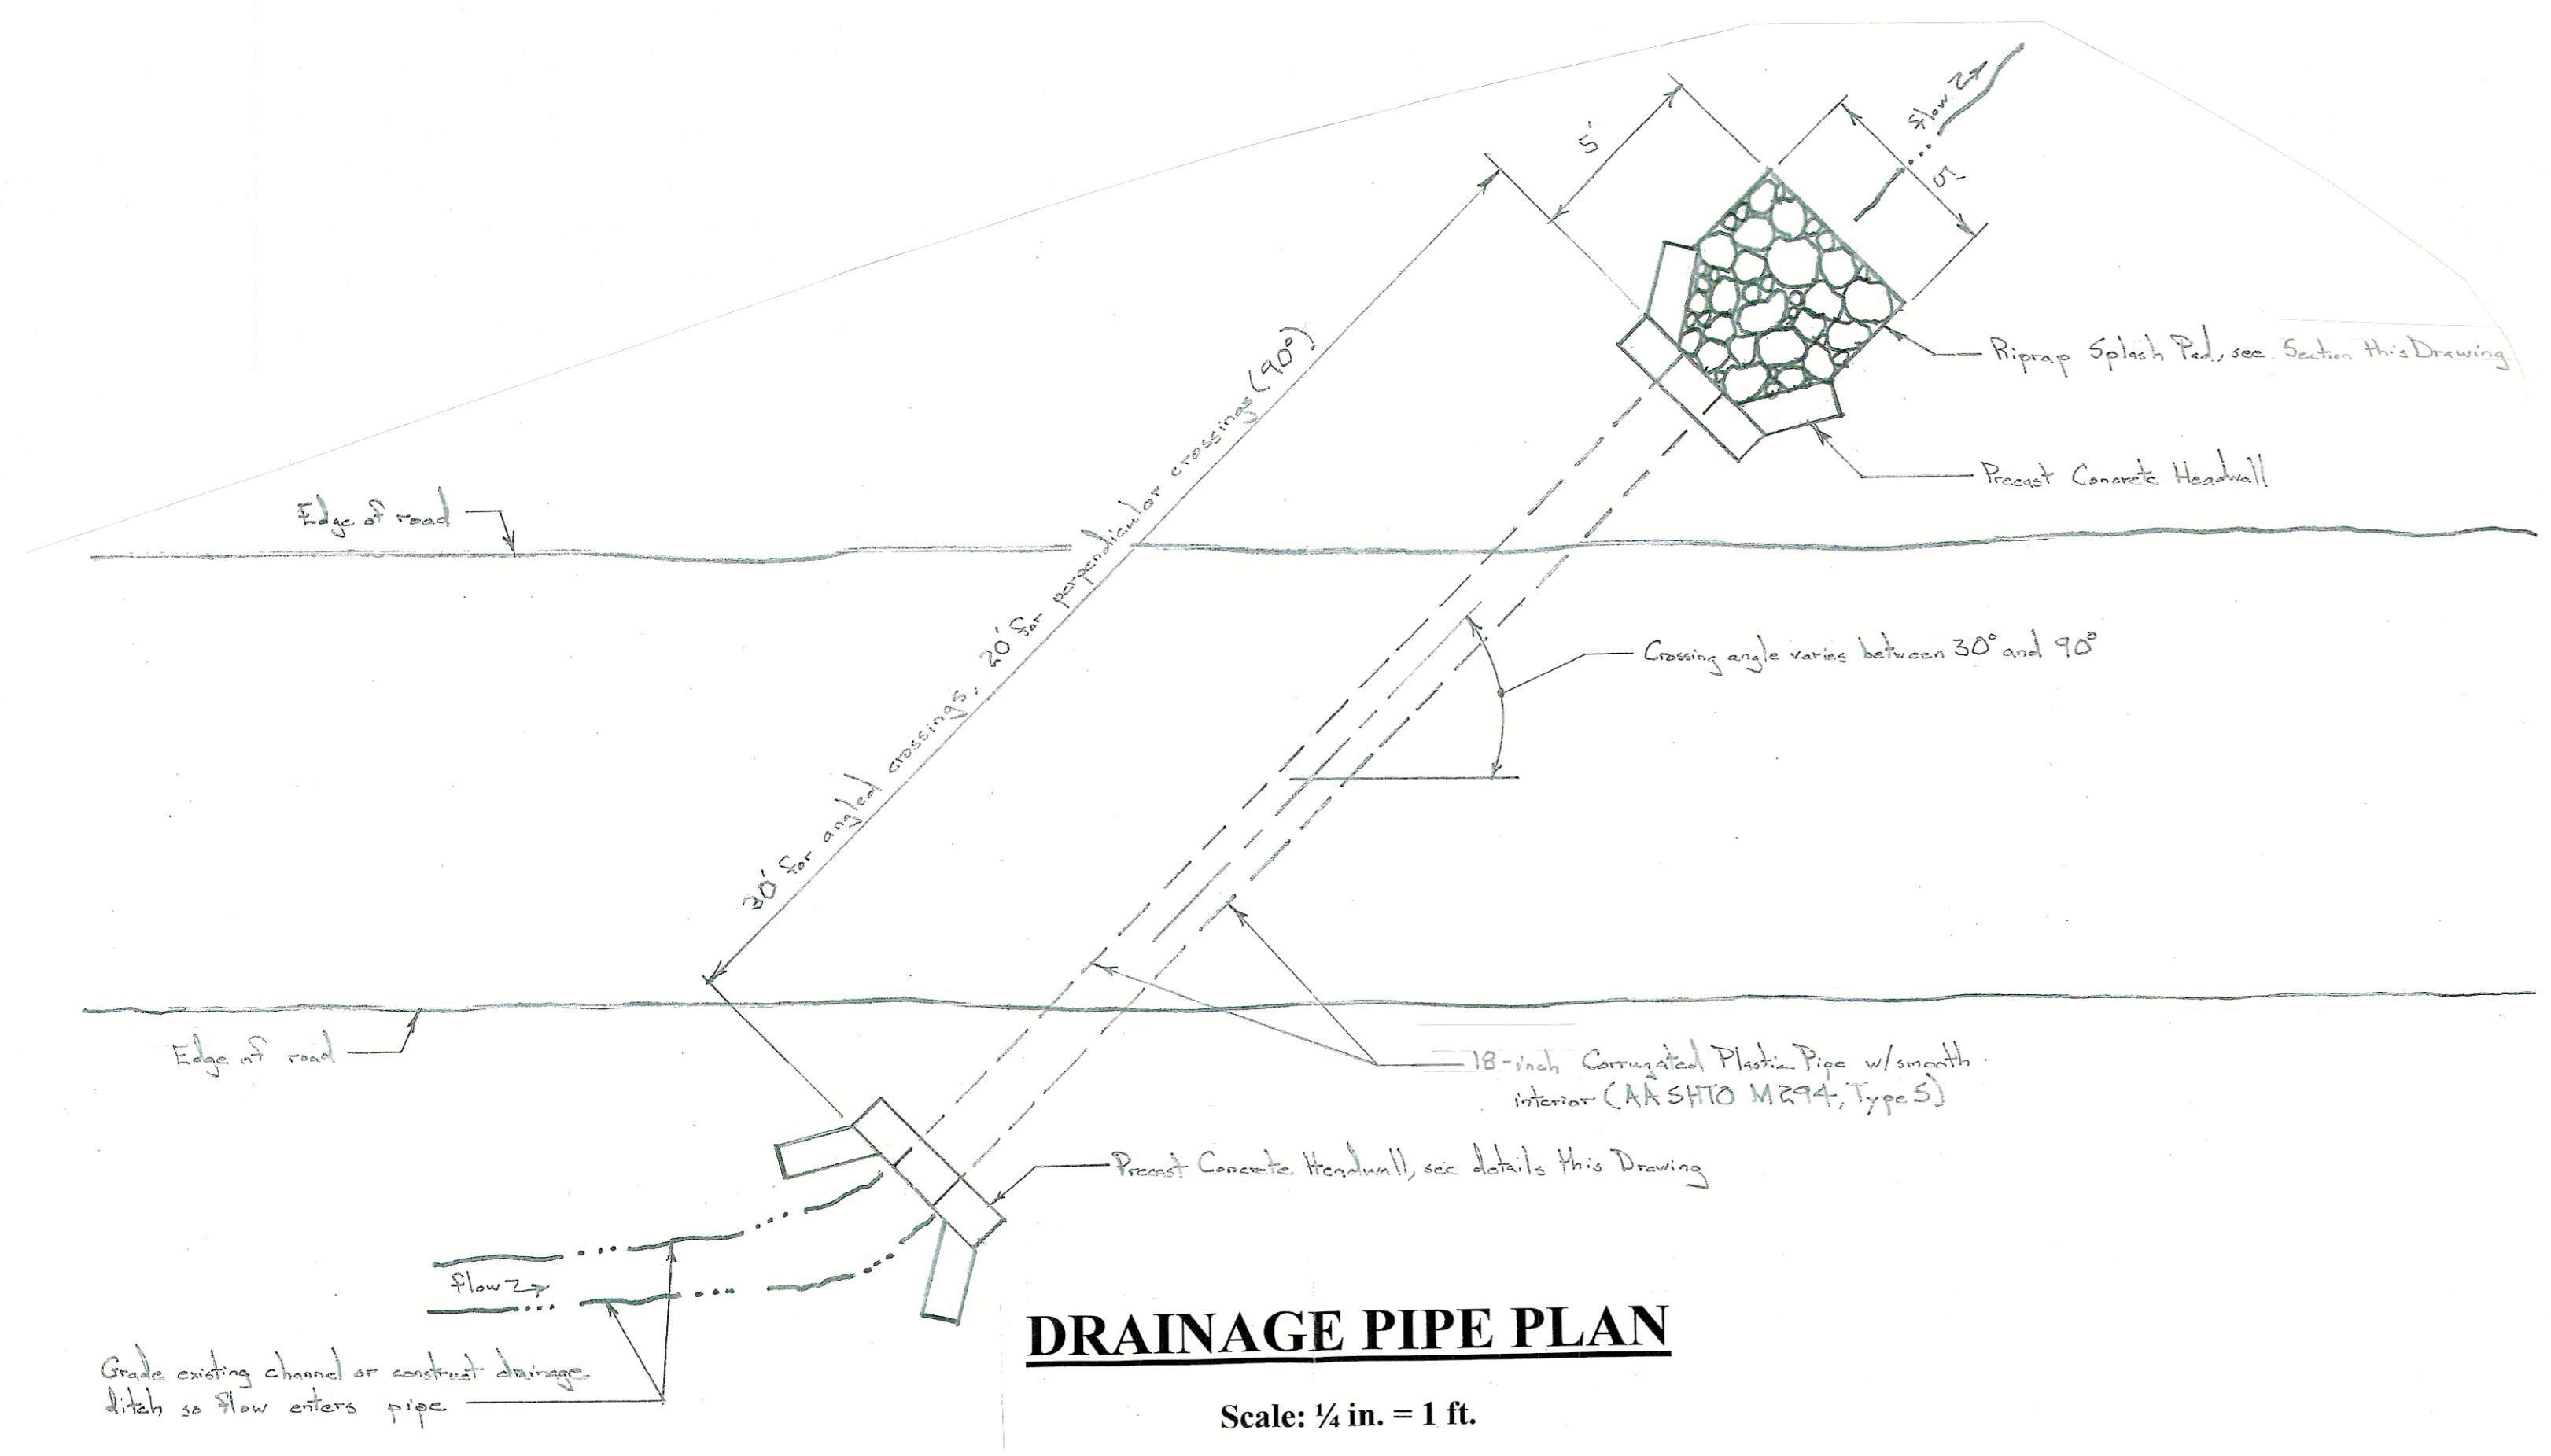 5'
flow
5'
Riprap Splash Pad, see Section this Drawing
Precast Concrete Headwall
Edge of road
30' for angled crossings, 20' for perpendicular crossings (90°)
Crossing angle varies between 30° and 90°
Edge of road
18-inch Corrugated Plastic Pipe w/smooth
interior (AASHTO M294, Type S)
Precast Concrete Headwall, see details this Drawing
flow
Grade existing channel or construct drainage
ditch so flow enters pipe
DRAINAGE PIPE PLAN
Scale: ¼ in. = 1 ft.